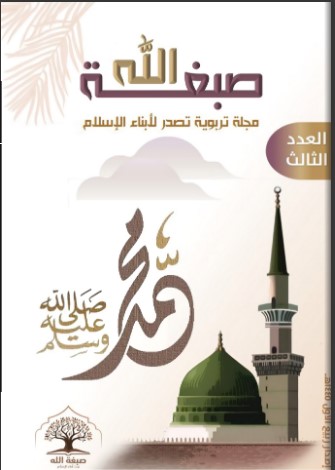 صبغة الله
مجلة تربوية تصدر لأبناء الإسلام
العدد
الثالث
محمد
صلى الله
عليه
وسلم
صبغة الله